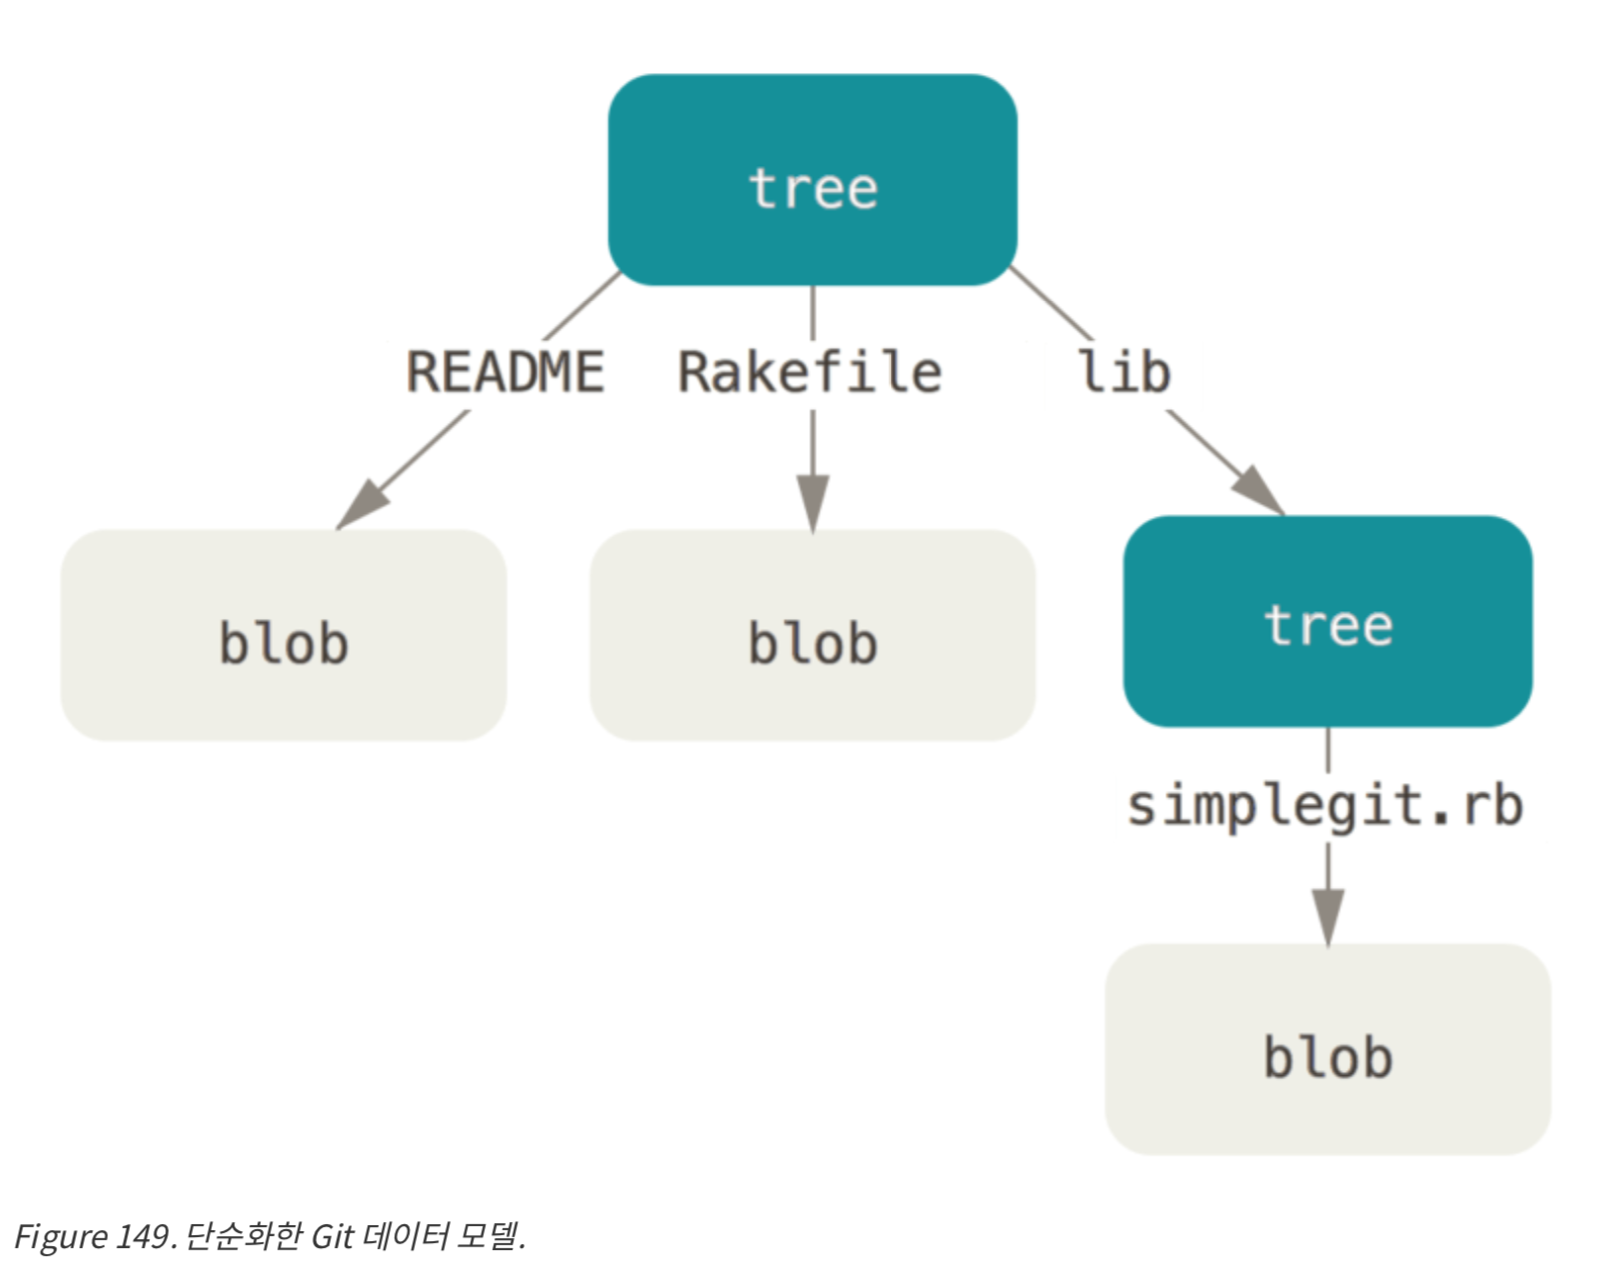 tree
README
Rakefile
lib
blob
blob
tree
simplegit.rb
blob
Figure 149. 단순화한 Git 데이터 모델.